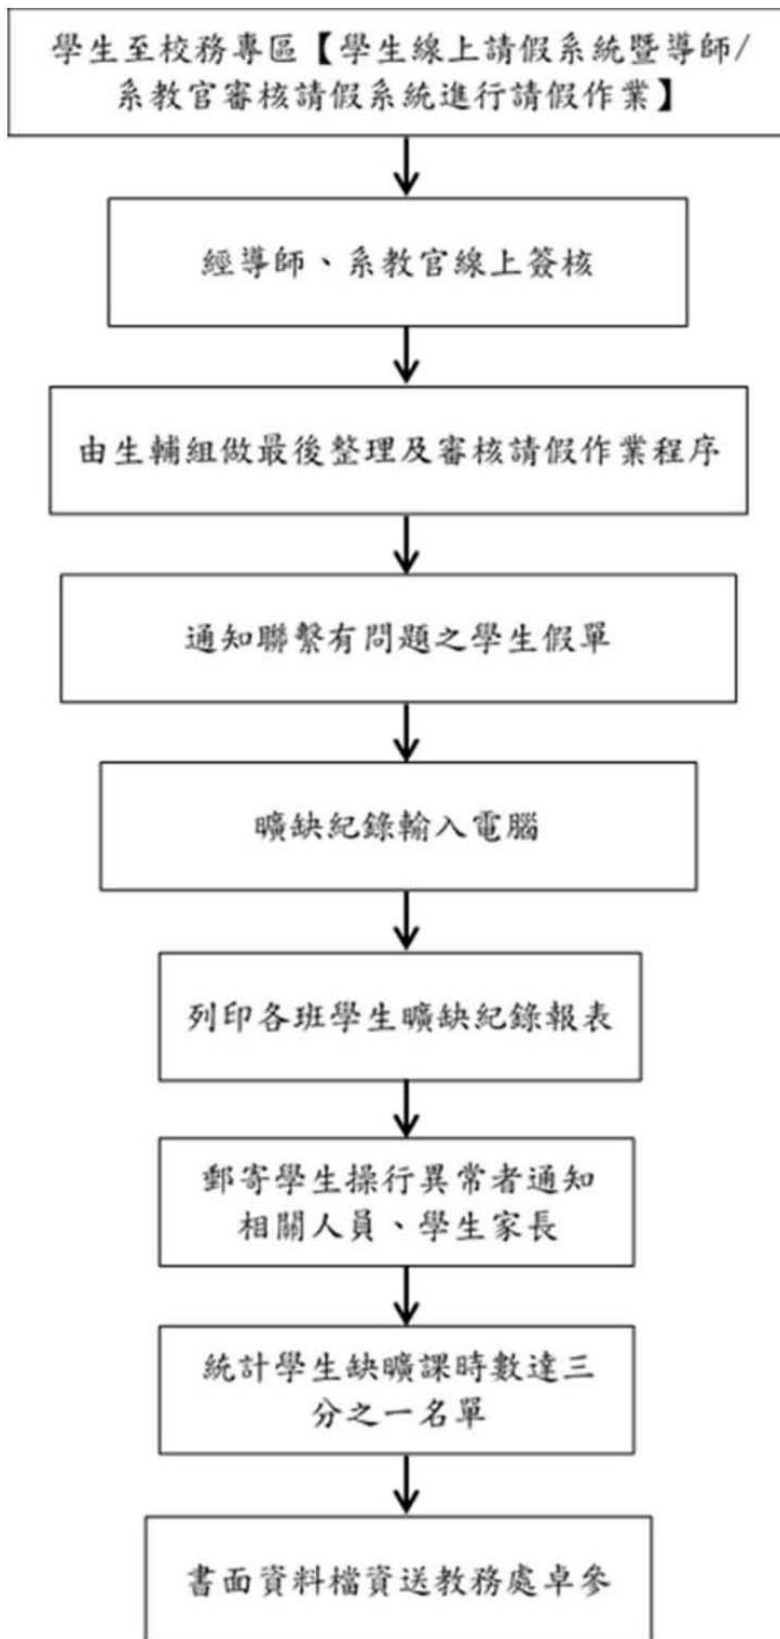 學生至校務專區【學生線上請假系統暨導師/
系教官審核請假系統進行請假作業】
經導師、系教官線上簽核
由生輔組做最後整理及審核請假作業程序
通知聯繫有問題之學生假單
曠缺紀錄輸入電腦
列印各班學生曠缺紀錄報表
郵寄學生操行異常者通知
相關人員、學生家長
統計學生缺曠課時數達三
分之一名單
書面資料檔資送教務處卓參